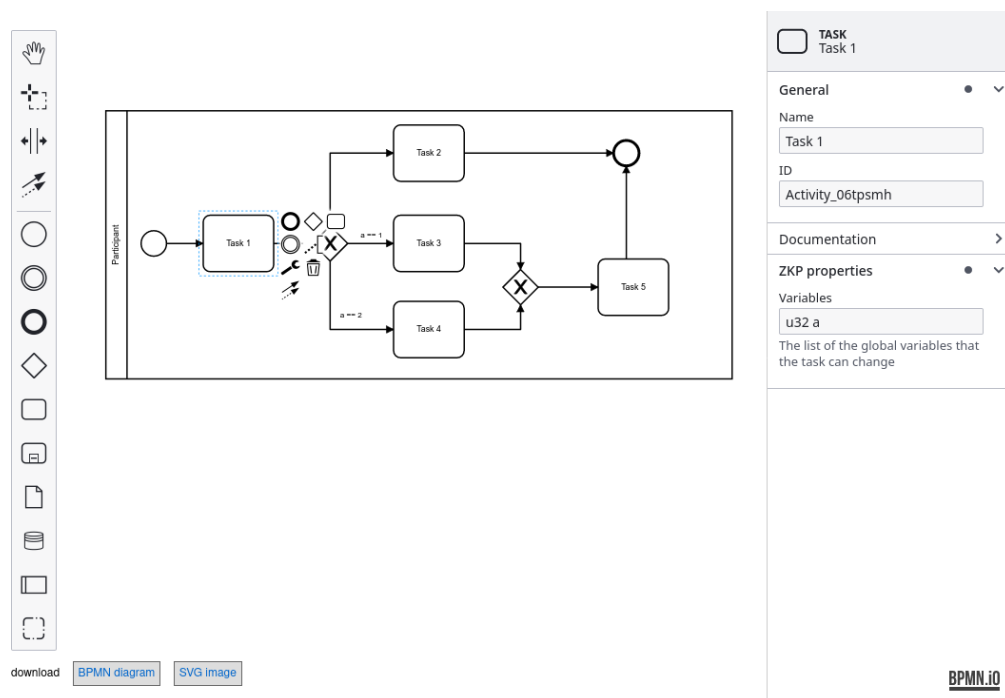 TASK
Task 1
General
Name
Task 1
ID
Activity_06tpsmh
Documentation
ZKP properties
Variables
u32 a
The list of the global variables that
the task can change
Participant
Task 1
Task 2
a == 1
Task 3
a == 2
Task 4
Task 5
download
BPMN diagram
SVG image
BPMN.iO